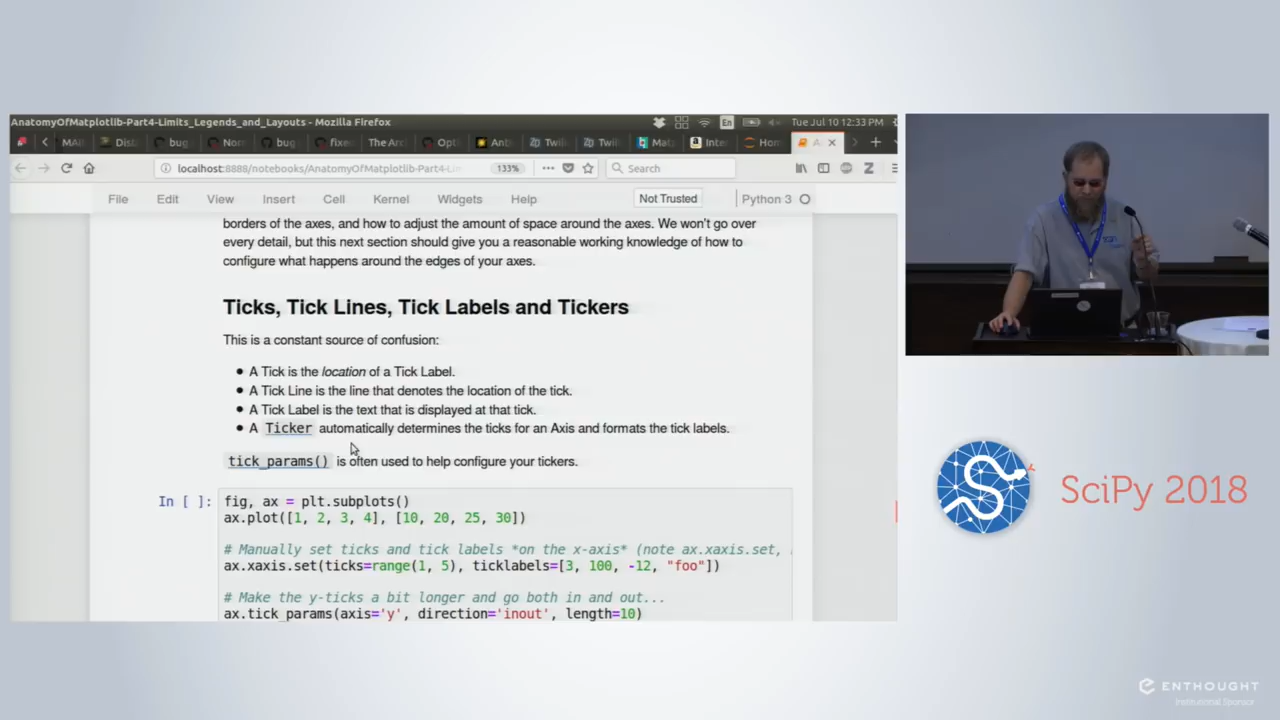 AnatomyOfMatplotlib-Part4-Limits_Legends_and_Layouts - Mozilla Firefox
En
Tue Jul 10 12:33 PM
bug
bug
fixe
The Arc
localhost:8888/notebooks/AnatomyOfMatplotlib-Part4-Lim
133%
Search
File Edit View Insert Cell Kernel Widgets Help
Not Trusted
Python 3
borders of the axes, and how to adjust the amount of space around the axes. We won't go over
every detail, but this next section should give you a reasonable working knowledge of how to
configure what happens around the edges of your axes.
Ticks, Tick Lines, Tick Labels and Tickers
This is a constant source of confusion:
A Tick is the location of a Tick Label.
A Tick Line is the line that denotes the location of the tick.
A Tick Label is the text that is displayed at that tick.
A Ticker automatically determines the ticks for an Axis and formats the tick labels.
tick_params() is often used to help configure your tickers.
In [ ]: fig, ax = plt.subplots()
ax.plot([1, 2, 3, 4], [10, 20, 25, 30])
# Manually set ticks and tick labels *on the x-axis* (note ax.xaxis.set,
ax.xaxis.set(ticks=range(1, 5), ticklabels=[3, 100, -12, "foo"])
# Make the y-ticks a bit longer and go both in and out...
ax.tick_params(axis='y', direction='inout', length=10)
SciPy 2018
ENTHOUGHT
Institutional Sponsor